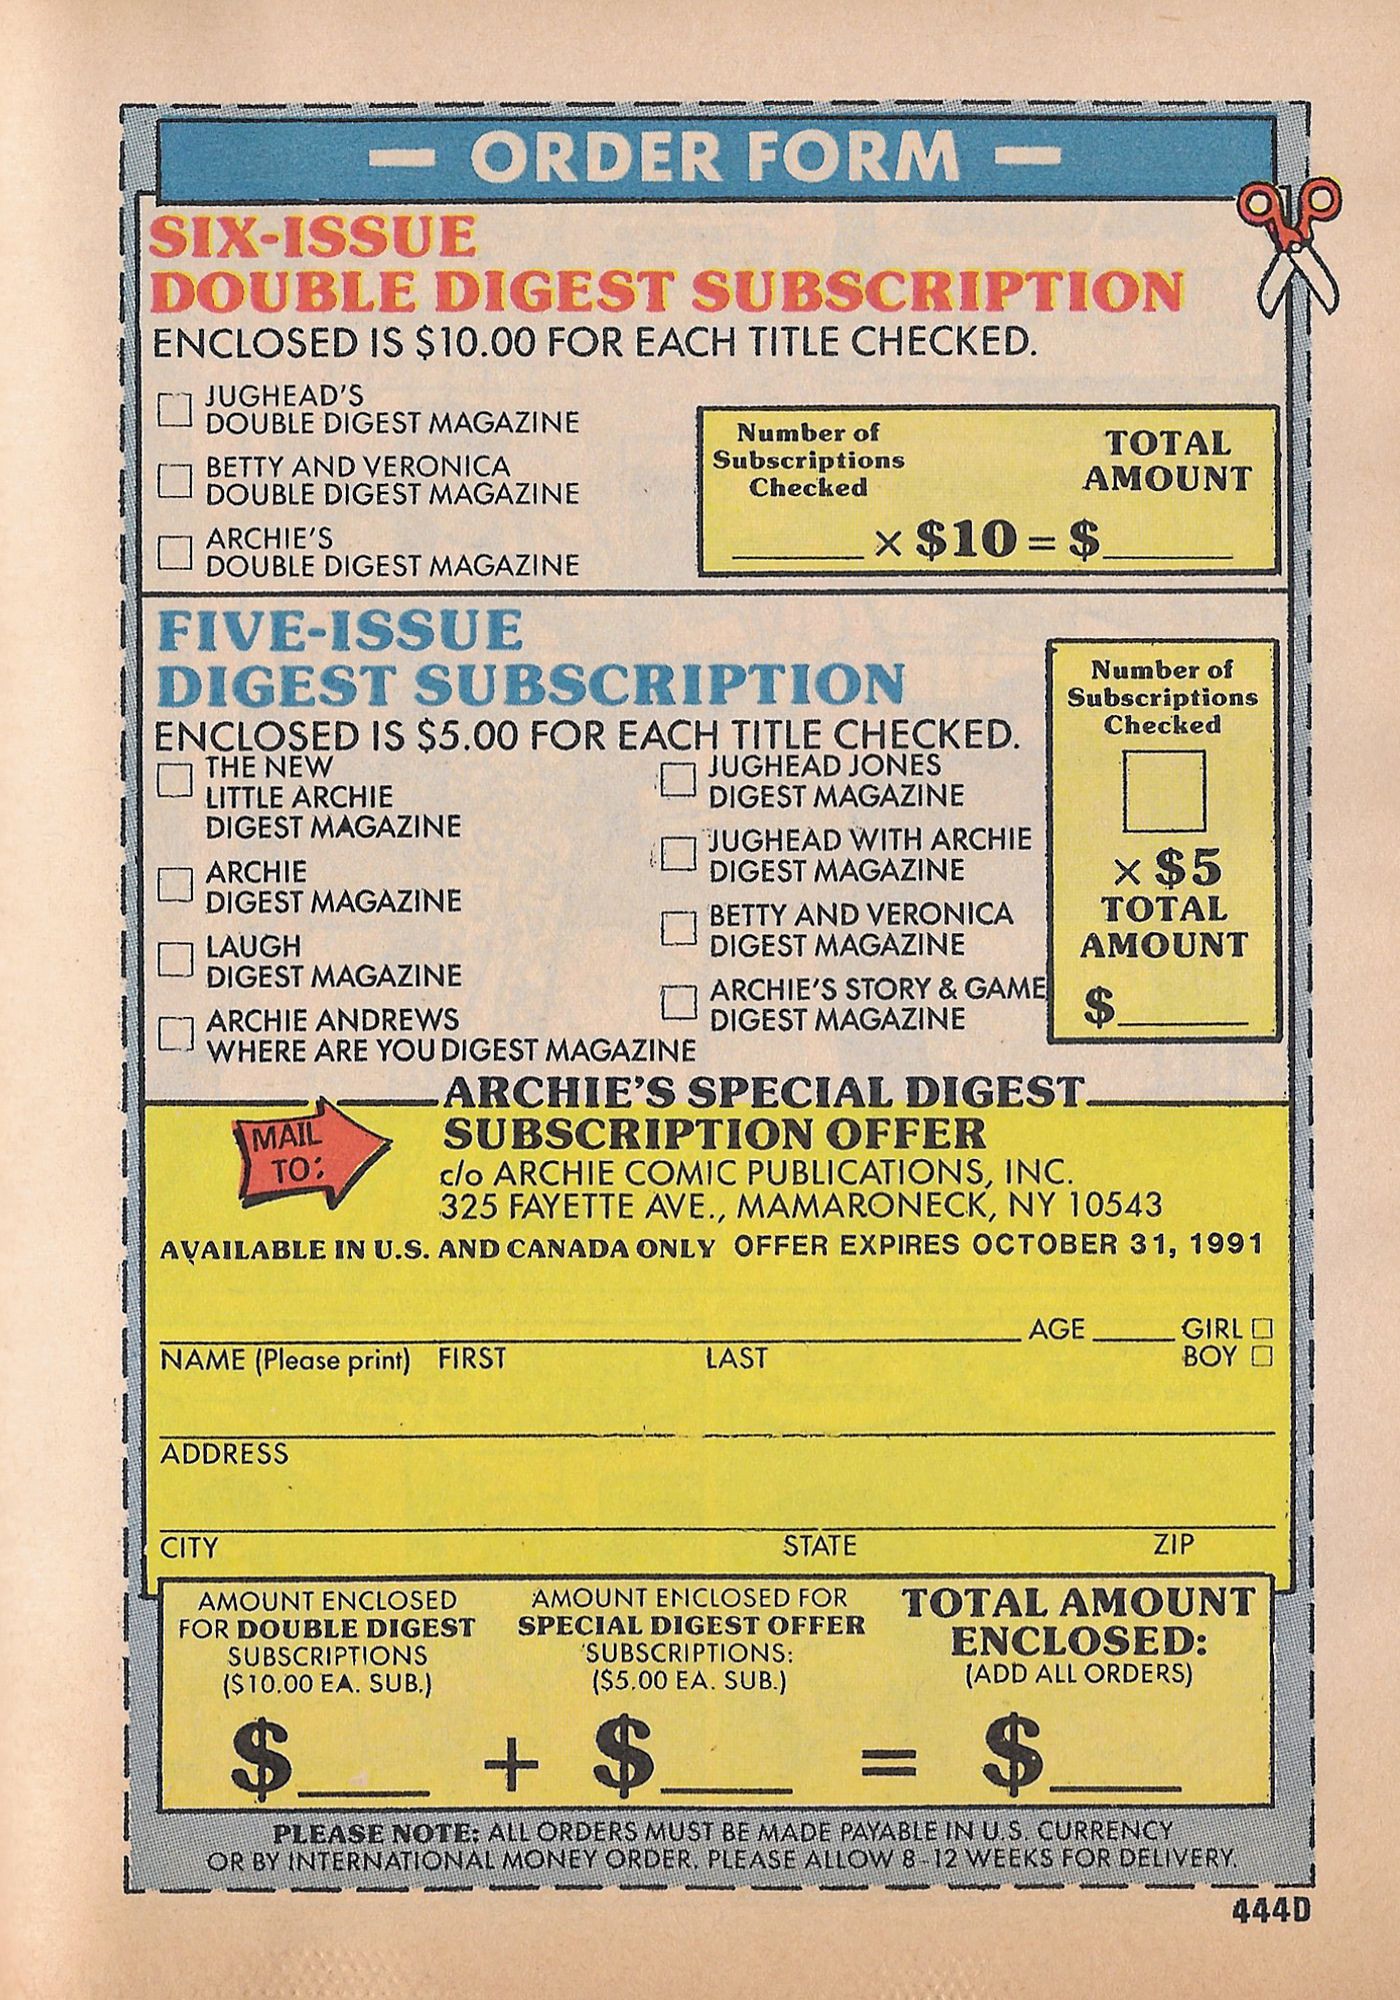 — ORDER FORM —
SIX-ISSUE
DOUBLE DIGEST SUBSCRIPTION
ENCLOSED IS $10.00 FOR EACH TITLE CHECKED.
JUGHEAD'S
DOUBLE DIGEST MAGAZINE
BETTY AND VERONICA
DOUBLE DIGEST MAGAZINE
ARCHIE'S
DOUBLE DIGEST MAGAZINE
Number of
Subscriptions
Checked
TOTAL
AMOUNT
______ × $10 = $______
FIVE-ISSUE
DIGEST SUBSCRIPTION
ENCLOSED IS $5.00 FOR EACH TITLE CHECKED.
THE NEW
LITTLE ARCHIE
DIGEST MAGAZINE
ARCHIE
DIGEST MAGAZINE
LAUGH
DIGEST MAGAZINE
ARCHIE ANDREWS
WHERE ARE YOU DIGEST MAGAZINE
JUGHEAD JONES
DIGEST MAGAZINE
JUGHEAD WITH ARCHIE
DIGEST MAGAZINE
BETTY AND VERONICA
DIGEST MAGAZINE
ARCHIE'S STORY & GAME
DIGEST MAGAZINE
Number of
Subscriptions
Checked
× $5
TOTAL
AMOUNT
$______
MAIL
TO:
ARCHIE'S SPECIAL DIGEST
SUBSCRIPTION OFFER
c/o ARCHIE COMIC PUBLICATIONS, INC.
325 FAYETTE AVE., MAMARONECK, NY 10543
AVAILABLE IN U.S. AND CANADA ONLY OFFER EXPIRES OCTOBER 31, 1991
AGE ______ GIRL
NAME (Please print) FIRST LAST BOY
ADDRESS
CITY STATE ZIP
AMOUNT ENCLOSED
FOR DOUBLE DIGEST
SUBSCRIPTIONS
($10.00 EA. SUB.)
AMOUNT ENCLOSED FOR
SPECIAL DIGEST OFFER
SUBSCRIPTIONS:
($5.00 EA. SUB.)
TOTAL AMOUNT
ENCLOSED:
(ADD ALL ORDERS)
$____ + $____ = $____
PLEASE NOTE: ALL ORDERS MUST BE MADE PAYABLE IN U.S. CURRENCY
OR BY INTERNATIONAL MONEY ORDER. PLEASE ALLOW 8-12 WEEKS FOR DELIVERY.
444D